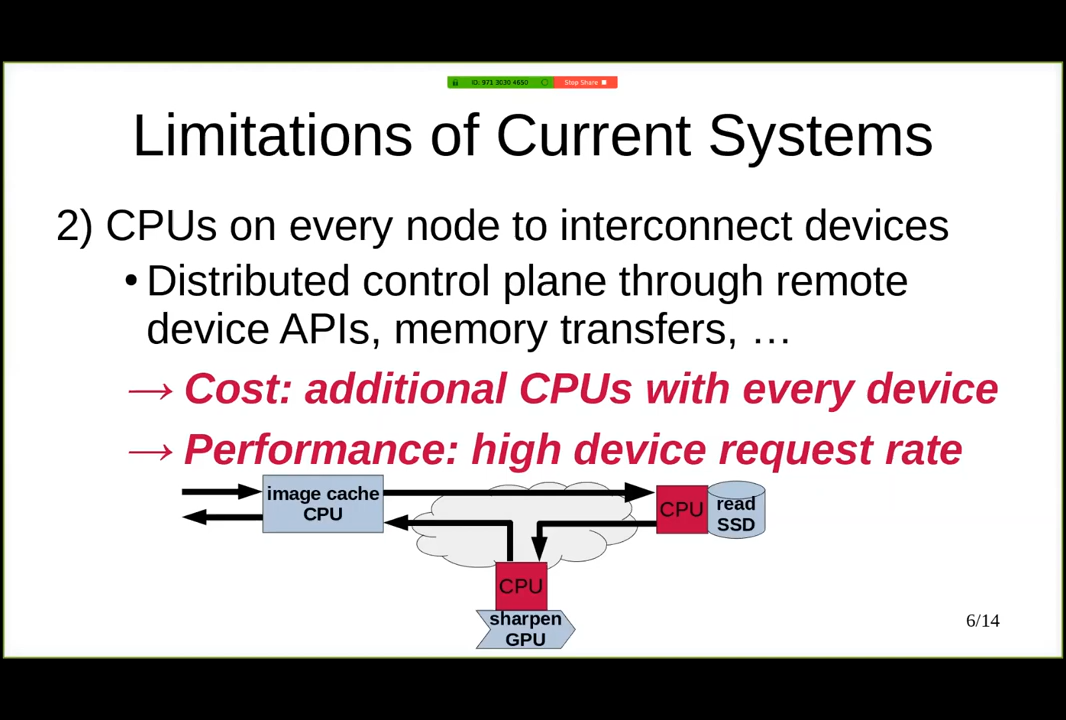 ID: 971 3030 4650 Stop Share
Limitations of Current Systems
2) CPUs on every node to interconnect devices
• Distributed control plane through remote
device APIs, memory transfers, …
→ Cost: additional CPUs with every device
→ Performance: high device request rate
image cache
CPU
CPU
read
SSD
CPU
sharpen
GPU
6/14